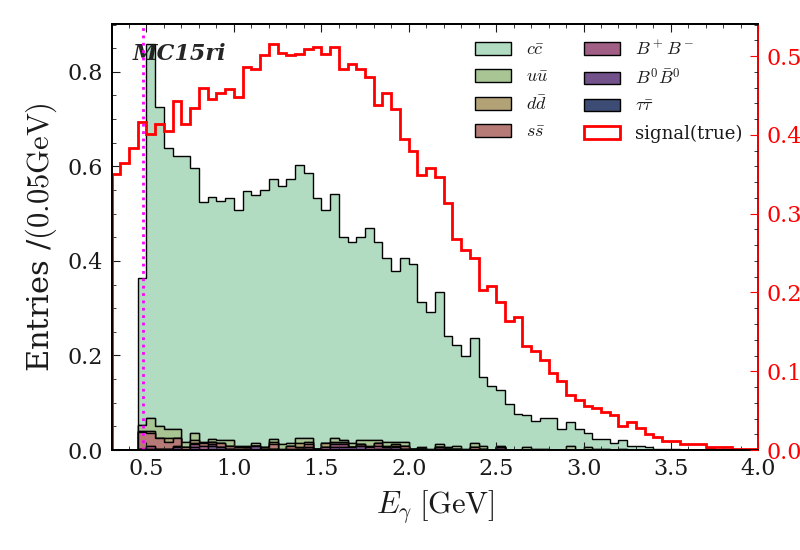 MC15ri
cc̄
uū
dd̄
ss̄
B⁺B⁻
B⁰B̄⁰
ττ̄
signal(true)
Entries /(0.05GeV)
0.8
0.6
0.4
0.2
0.0
0.5
0.4
0.3
0.2
0.1
0.0
0.5 1.0 1.5 2.0 2.5 3.0 3.5 4.0
E_γ [GeV]